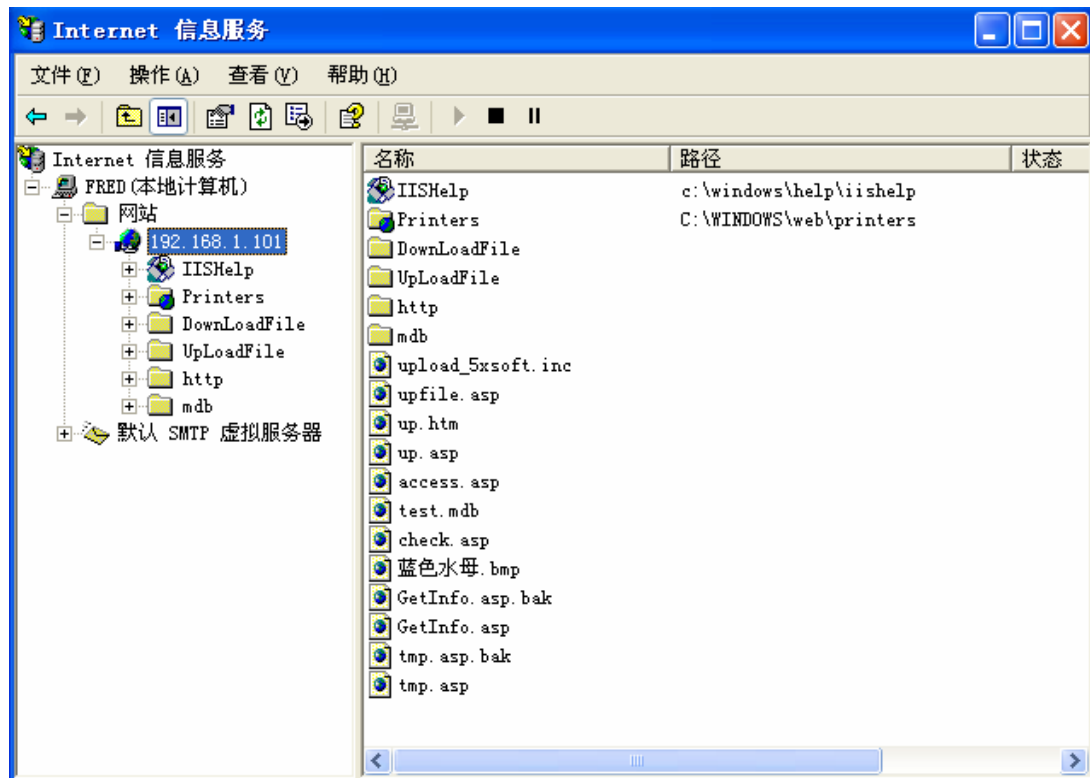 Internet 信息服务
文件(F) 操作(A) 查看(V) 帮助(H)
Internet 信息服务
FRED(本地计算机)
网站
192.168.1.101
IISHelp
Printers
DownLoadFile
UpLoadFile
http
mdb
默认 SMTP 虚拟服务器
名称 路径 状态
IISHelp c:\windows\help\iishelp
Printers C:\WINDOWS\web\printers
DownLoadFile
UpLoadFile
http
mdb
upload_5xsoft.inc
upfile.asp
up.htm
up.asp
access.asp
test.mdb
check.asp
蓝色水母.bmp
GetInfo.asp.bak
GetInfo.asp
tmp.asp.bak
tmp.asp